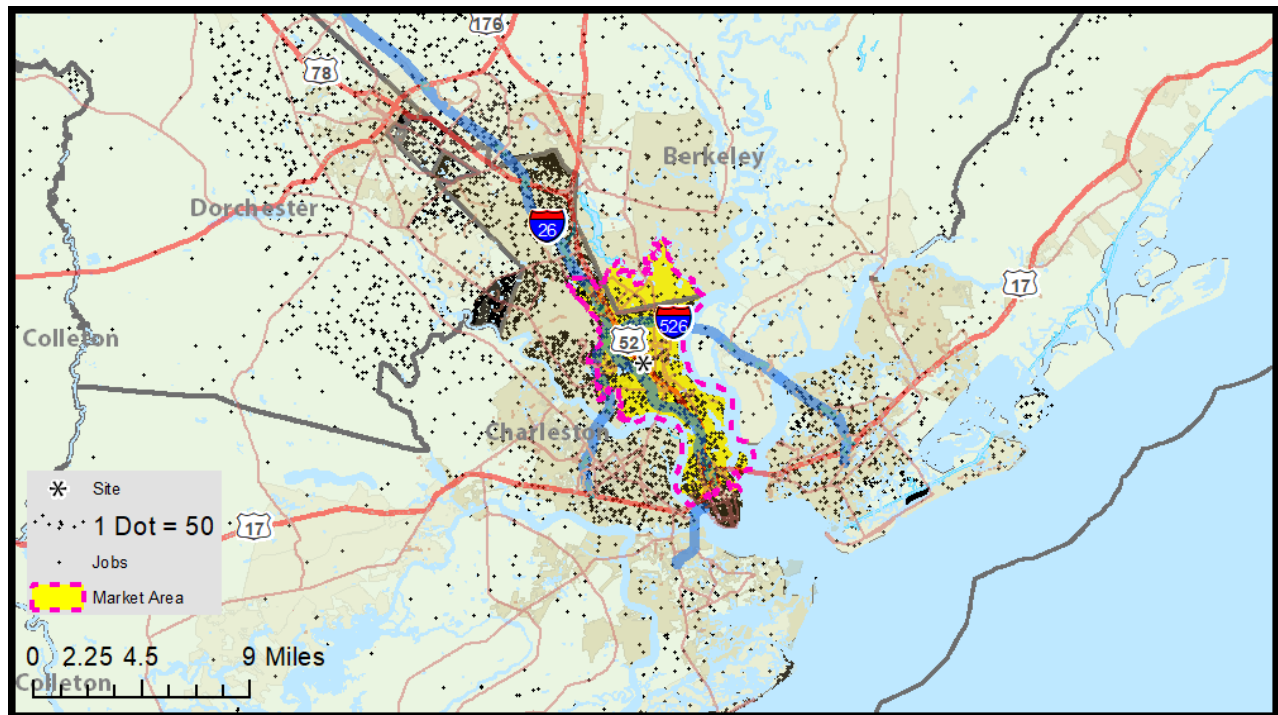 176
78
Berkeley
Dorchester
26
17
526
Colleton
52
Charleston
Site
1 Dot = 50
17
Jobs
Market Area
0 2.25 4.5 9 Miles
Colleton